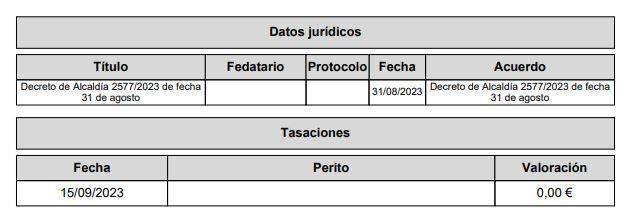 Datos jurídicos
Título Fedatario Protocolo Fecha Acuerdo
Decreto de Alcaldía 2577/2023 de fecha 31/08/2023 Decreto de Alcaldía 2577/2023 de fecha
31 de agosto 31 de agosto
Tasaciones
Fecha Perito Valoración
15/09/2023 0,00 €